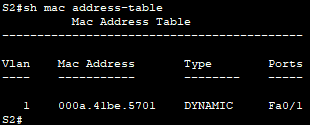 S2#sh mac address-table
Mac Address Table
-------------------------------------------
Vlan Mac Address Type Ports
---- ----------- -------- -----
1 000a.41be.5701 DYNAMIC Fa0/1
S2#